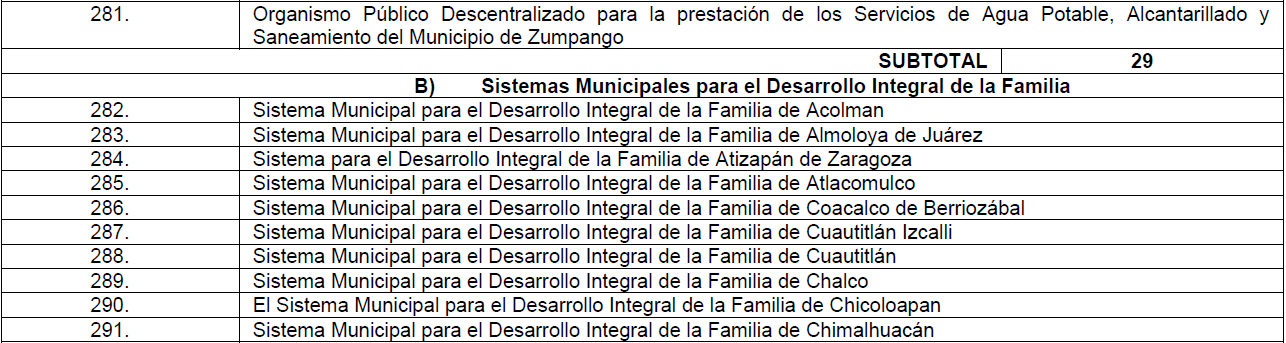 281. Organismo Público Descentralizado para la prestación de los Servicios de Agua Potable, Alcantarillado y
Saneamiento del Municipio de Zumpango
SUBTOTAL 29
B) Sistemas Municipales para el Desarrollo Integral de la Familia
282. Sistema Municipal para el Desarrollo Integral de la Familia de Acolman
283. Sistema Municipal para el Desarrollo Integral de la Familia de Almoloya de Juárez
284. Sistema para el Desarrollo Integral de la Familia de Atizapán de Zaragoza
285. Sistema Municipal para el Desarrollo Integral de la Familia de Atlacomulco
286. Sistema Municipal para el Desarrollo Integral de la Familia de Coacalco de Berriozábal
287. Sistema Municipal para el Desarrollo Integral de la Familia de Cuautitlán Izcalli
288. Sistema Municipal para el Desarrollo Integral de la Familia de Cuautitlán
289. Sistema Municipal para el Desarrollo Integral de la Familia de Chalco
290. El Sistema Municipal para el Desarrollo Integral de la Familia de Chicoloapan
291. Sistema Municipal para el Desarrollo Integral de la Familia de Chimalhuacán